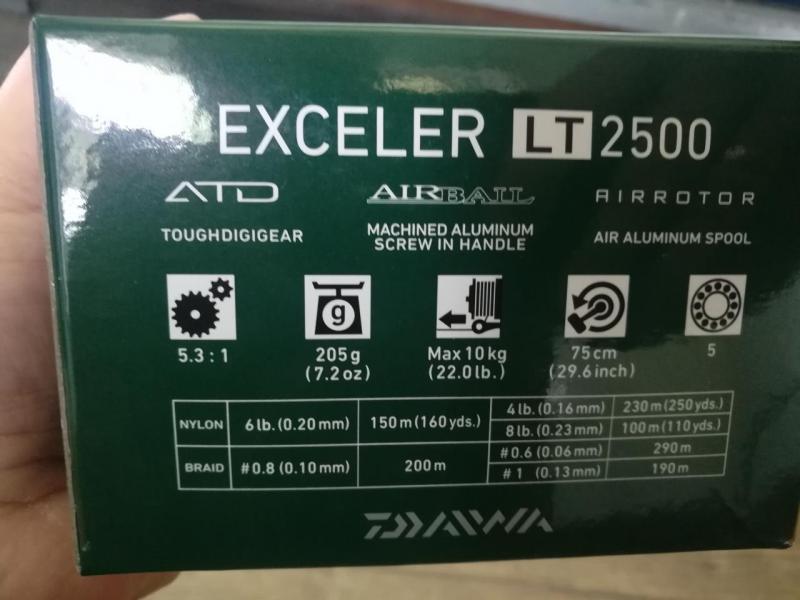 EXCELER LT 2500
ATD AIRBAIL AIRROTOR
TOUGHDIGIGEAR MACHINED ALUMINUM SCREW IN HANDLE AIR ALUMINUM SPOOL
g
5.3 : 1 205g (7.2oz) Max 10kg (22.0lb.) 75cm (29.6inch) 5
NYLON 6lb.(0.20mm) 150m(160yds.) 4lb.(0.16mm) 230m(250yds.)
8lb.(0.23mm) 100m(110yds.)
BRAID #0.8(0.10mm) 200m #0.6(0.06mm) 290m
#1 (0.13mm) 190m
DAIWA